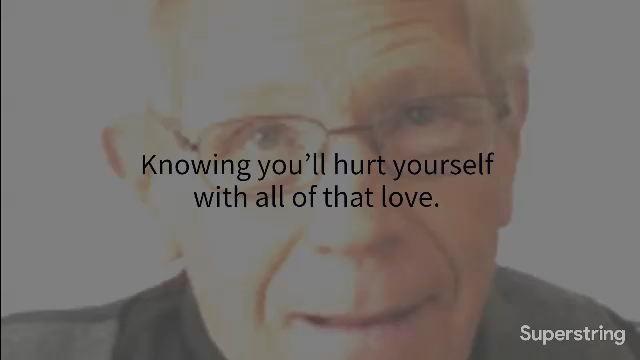 Knowing you’ll hurt yourself
with all of that love.
Superstring